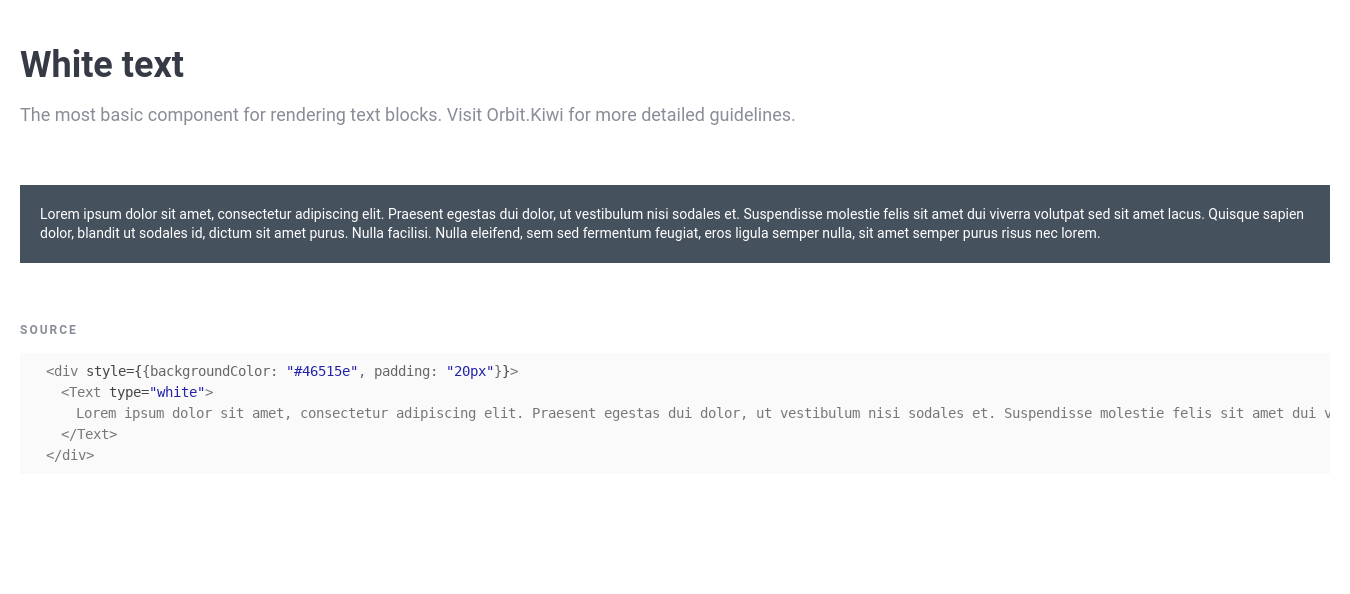 White text
The most basic component for rendering text blocks. Visit Orbit.Kiwi for more detailed guidelines.
Lorem ipsum dolor sit amet, consectetur adipiscing elit. Praesent egestas dui dolor, ut vestibulum nisi sodales et. Suspendisse molestie felis sit amet dui viverra volutpat sed sit amet lacus. Quisque sapien
dolor, blandit ut sodales id, dictum sit amet purus. Nulla facilisi. Nulla eleifend, sem sed fermentum feugiat, eros ligula semper nulla, sit amet semper purus risus nec lorem.
SOURCE
<div style={{backgroundColor: "#46515e", padding: "20px"}}>
<Text type="white">
Lorem ipsum dolor sit amet, consectetur adipiscing elit. Praesent egestas dui dolor, ut vestibulum nisi sodales et. Suspendisse molestie felis sit amet dui v
</Text>
</div>